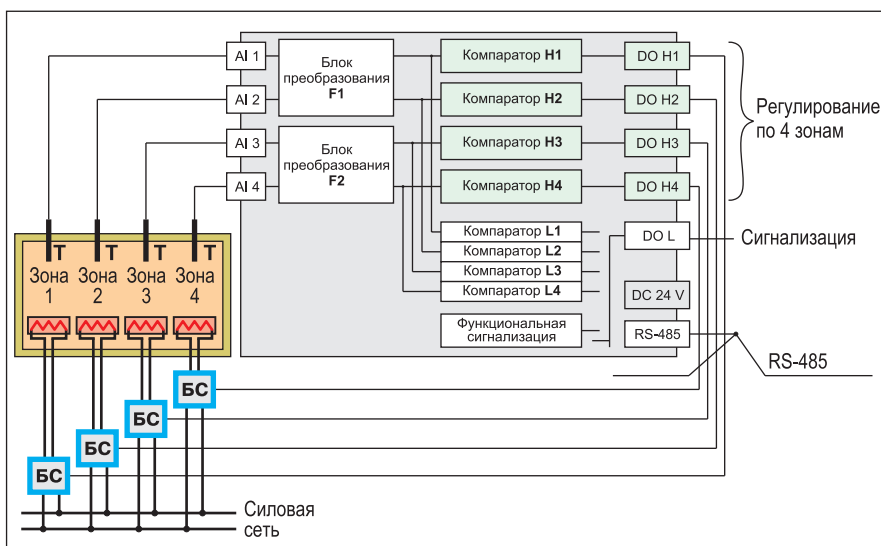 AI 1
Блок
преобразования
F1
Компаратор H1
DO H1
AI 2
Компаратор H2
DO H2
Регулирование
по 4 зонам
AI 3
Блок
преобразования
F2
Компаратор H3
DO H3
AI 4
Компаратор H4
DO H4
Компаратор L1
Компаратор L2
Компаратор L3
Компаратор L4
DO L
Сигнализация
DC 24 V
Функциональная
сигнализация
RS-485
RS-485
T
T
T
T
Зона
1
Зона
2
Зона
3
Зона
4
БС
БС
БС
БС
Силовая
сеть